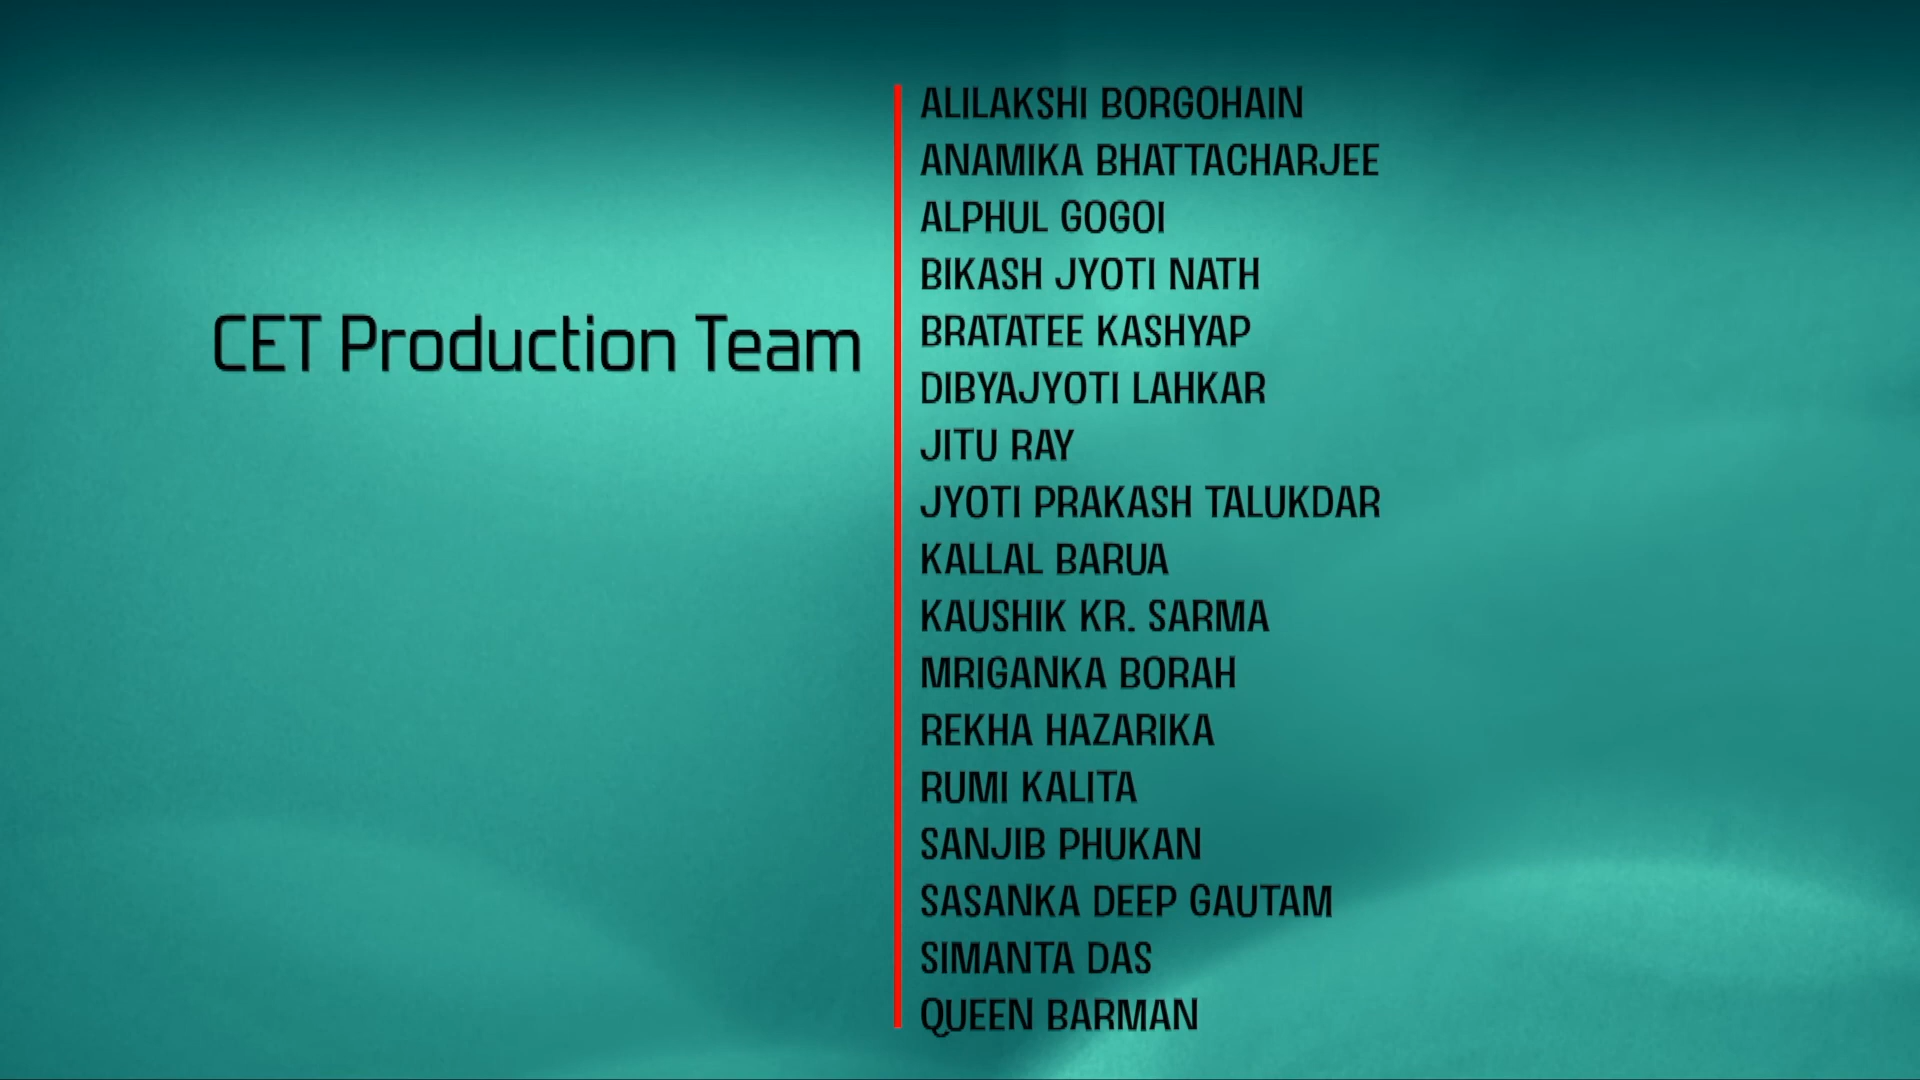 CET Production Team
ALILAKSHI BORGOHAIN
ANAMIKA BHATTACHARJEE
ALPHUL GOGOI
BIKASH JYOTI NATH
BRATATEE KASHYAP
DIBYAJYOTI LAHKAR
JITU RAY
JYOTI PRAKASH TALUKDAR
KALLAL BARUA
KAUSHIK KR. SARMA
MRIGANKA BORAH
REKHA HAZARIKA
RUMI KALITA
SANJIB PHUKAN
SASANKA DEEP GAUTAM
SIMANTA DAS
QUEEN BARMAN